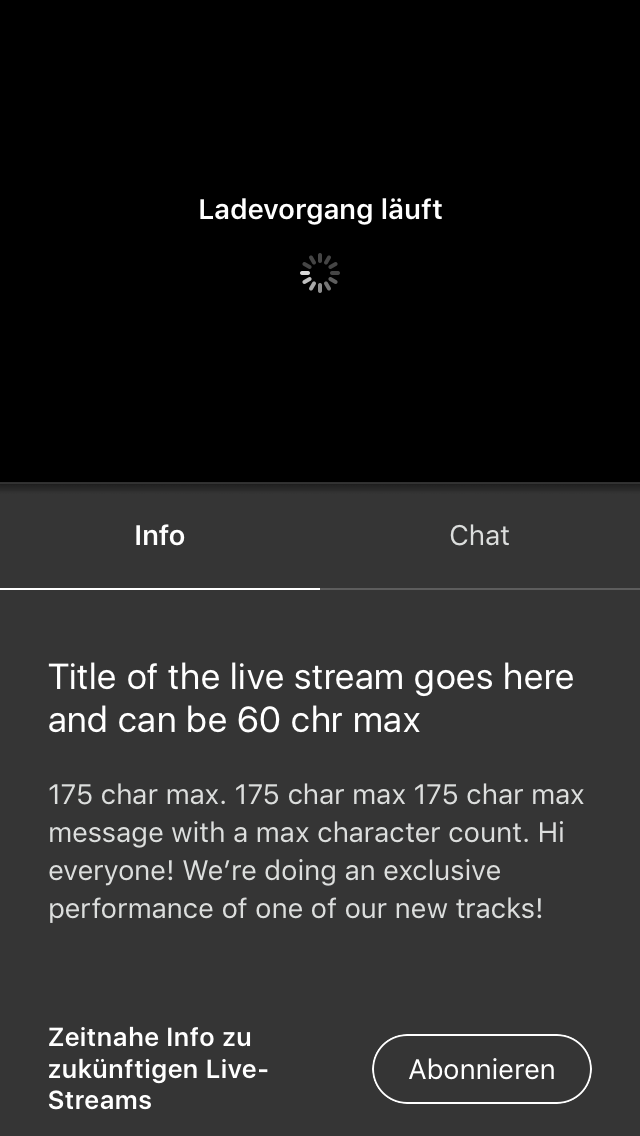 Ladevorgang läuft
Info
Chat
Title of the live stream goes here
and can be 60 chr max
175 char max. 175 char max 175 char max
message with a max character count. Hi
everyone! We’re doing an exclusive
performance of one of our new tracks!
Zeitnahe Info zu
zukünftigen Live-
Streams
Abonnieren